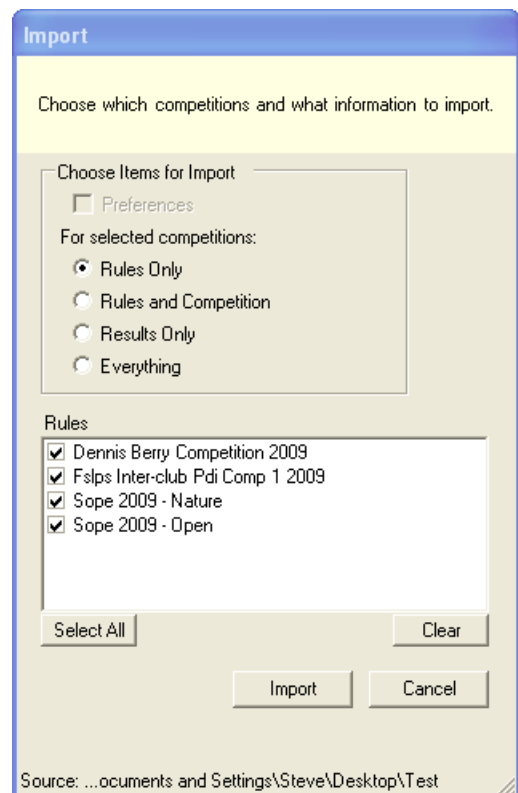 Import
Choose which competitions and what information to import.
Choose Items for Import
Preferences
For selected competitions:
Rules Only
Rules and Competition
Results Only
Everything
Rules
Dennis Berry Competition 2009
Fslps Inter-club Pdi Comp 1 2009
Sope 2009 - Nature
Sope 2009 - Open
Select All Clear
Import Cancel
Source: ...ocuments and Settings\Steve\Desktop\Test